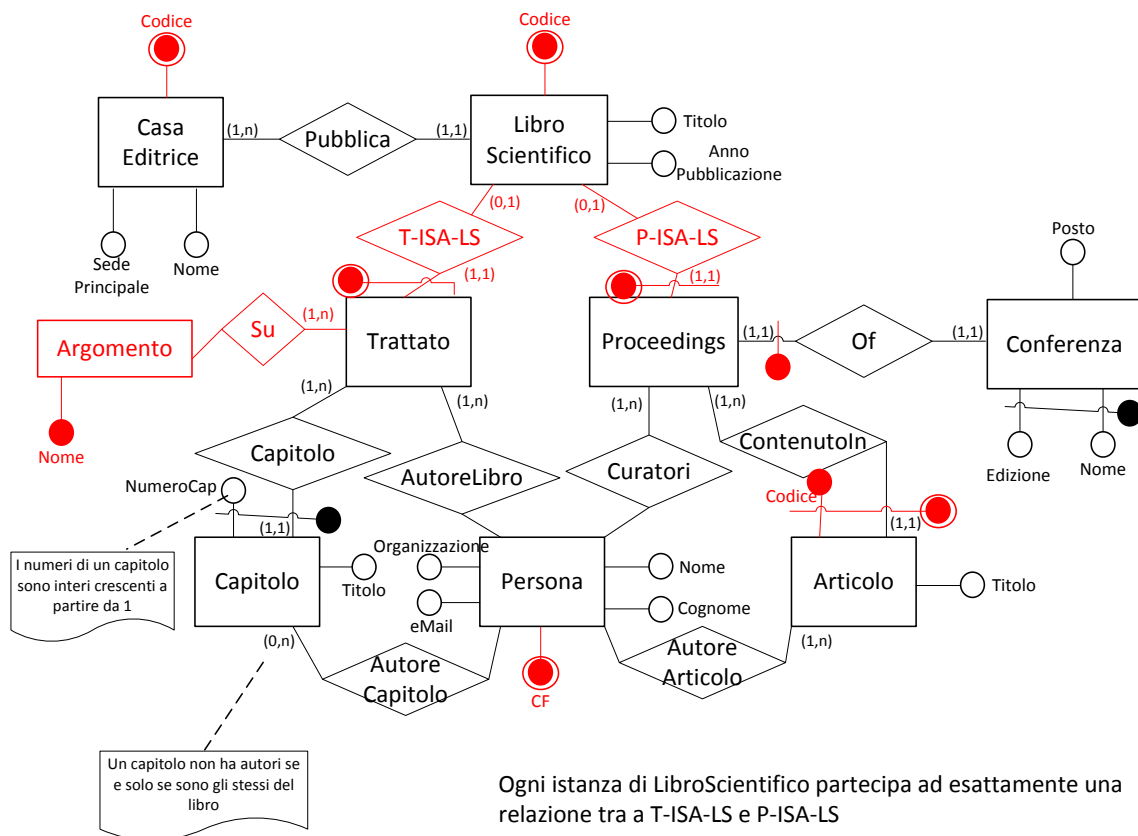 Codice
Codice
Casa
Editrice
(1,n)
Pubblica
(1,1)
Libro
Scientifico
Titolo
Anno
Pubblicazione
Sede
Principale
Nome
(0,1)
(0,1)
T-ISA-LS
P-ISA-LS
(1,1)
(1,1)
Posto
Argomento
Su
(1,n)
Trattato
Proceedings
(1,1)
Of
(1,1)
Conferenza
Nome
(1,n)
(1,n)
(1,n)
(1,n)
Capitolo
AutoreLibro
Curatori
ContenutoIn
Edizione
Nome
NumeroCap
Codice
(1,1)
(1,1)
I numeri di un capitolo
sono interi crescenti a
partire da 1
Capitolo
Titolo
Organizzazione
eMail
Persona
Nome
Cognome
Articolo
Titolo
(0,n)
(1,n)
Autore
Capitolo
CF
Autore
Articolo
Un capitolo non ha autori se
e solo se sono gli stessi del
libro
Ogni istanza di LibroScientifico partecipa ad esattamente una
relazione tra a T-ISA-LS e P-ISA-LS